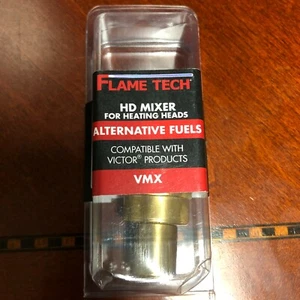 FLAME TECH®
HD MIXER
FOR HEATING HEADS
ALTERNATIVE FUELS
COMPATIBLE WITH
VICTOR® PRODUCTS
VMX